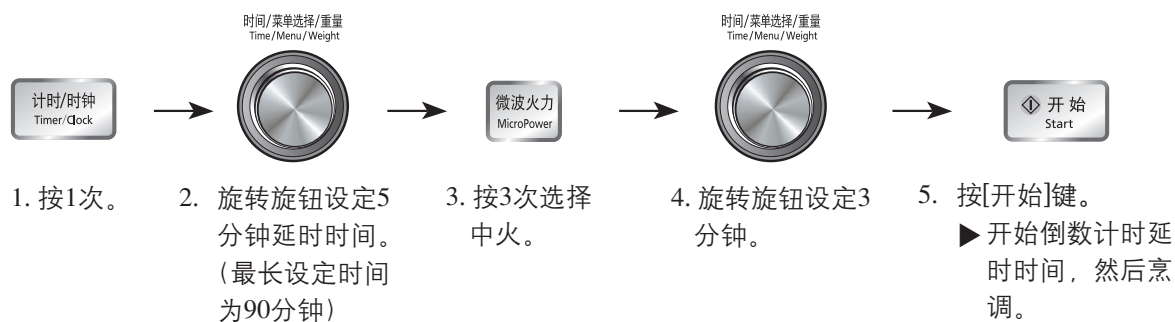 时间/菜单选择/重量
Time/Menu/Weight
时间/菜单选择/重量
Time/Menu/Weight
计时/时钟
Timer/Clock
微波火力
MicroPower
开始
Start
1. 按1次。
2. 旋转旋钮设定5
分钟延时时间。
(最长设定时间
为90分钟)
3. 按3次选择
中火。
4. 旋转旋钮设定3
分钟。
5. 按[开始]键。
▶开始倒数计时延
时时间，然后烹
调。